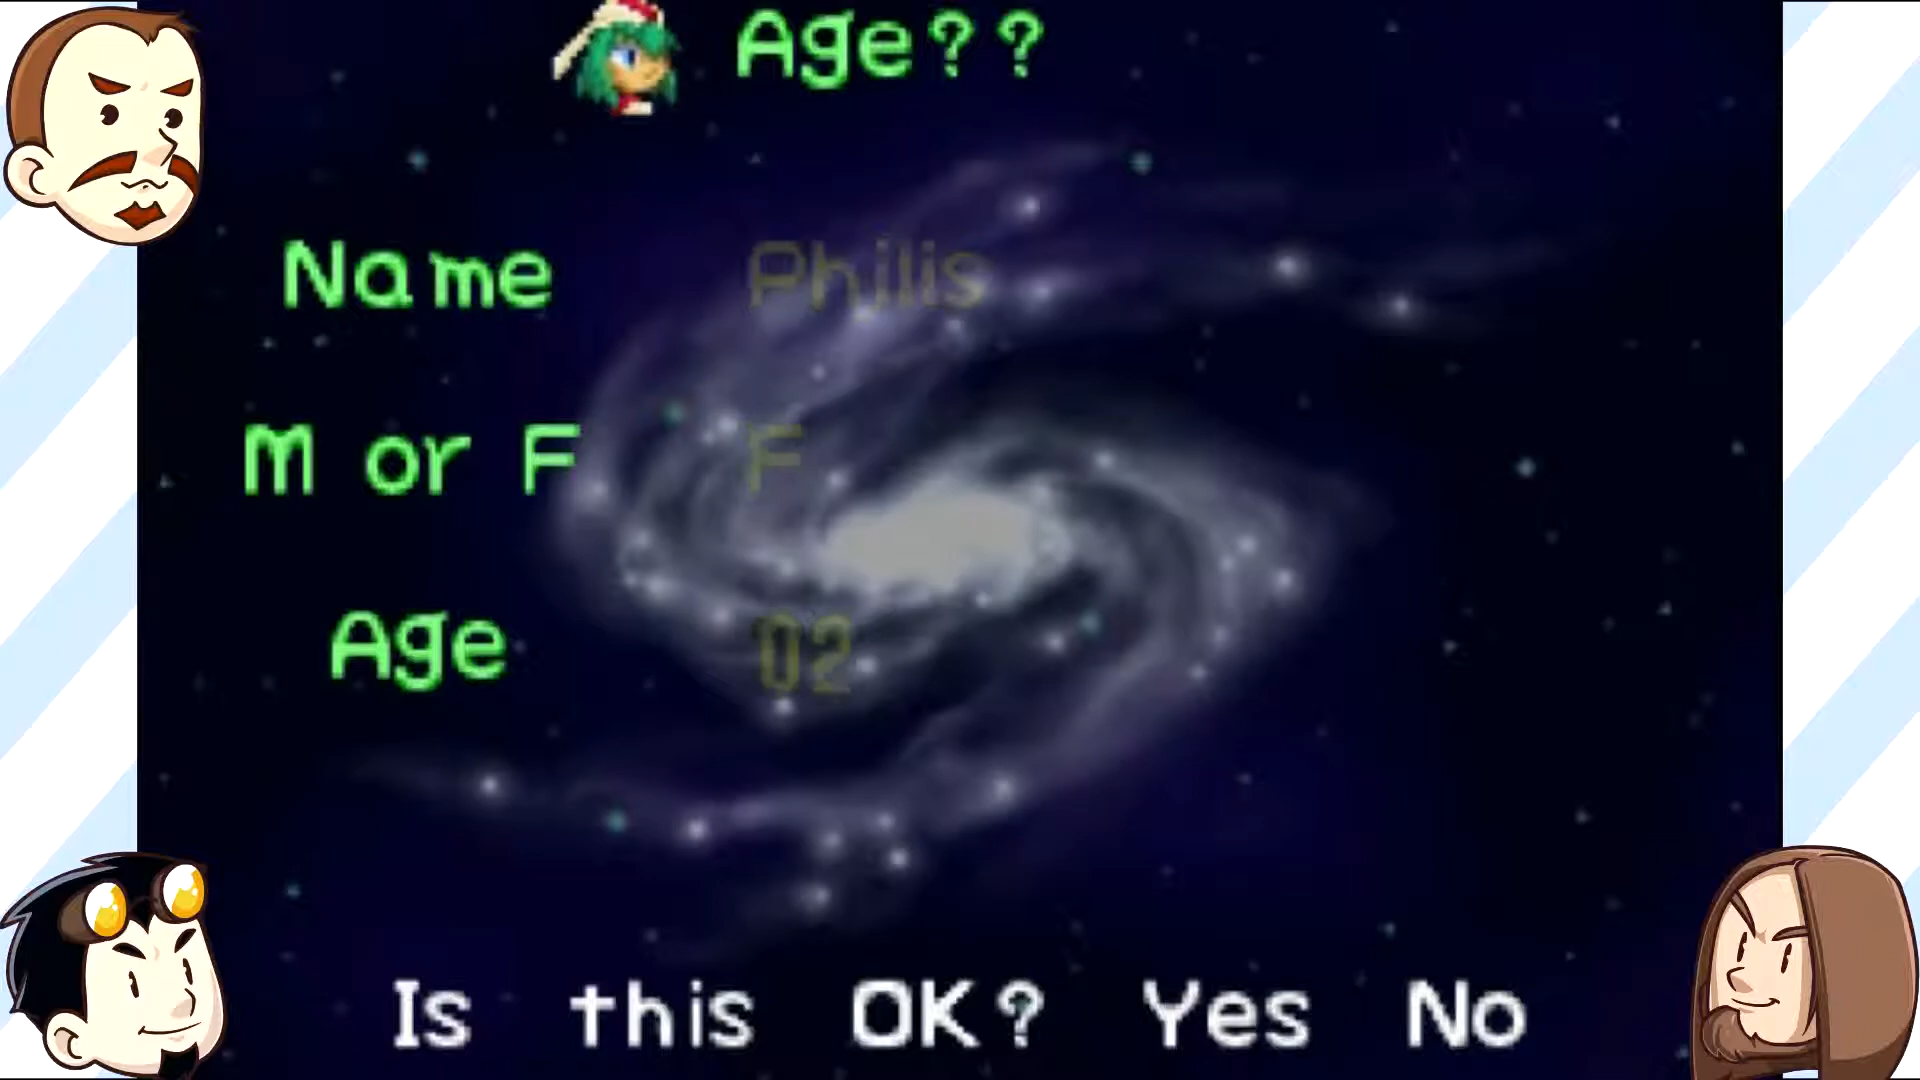 Age??
Name Philis
M or F F
Age 02
Is this OK? Yes No